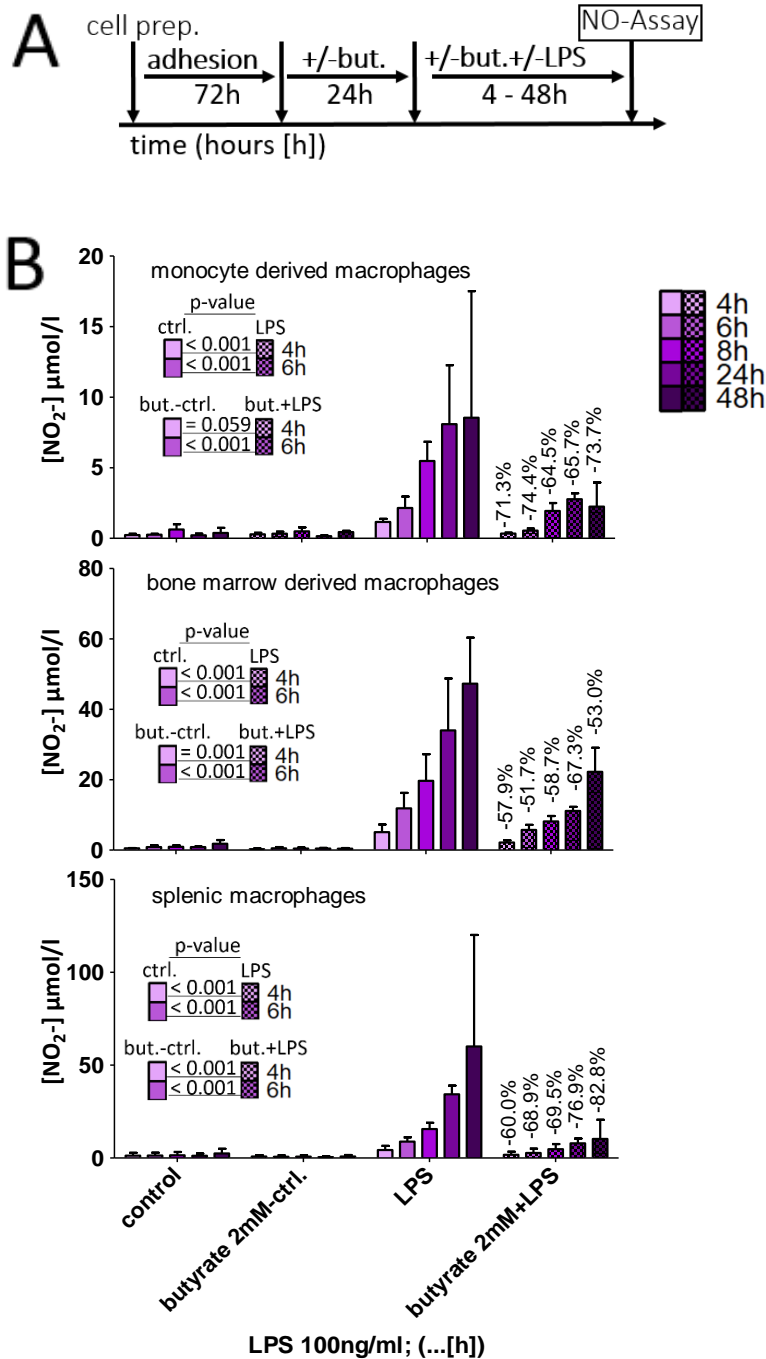 A
cell prep.
NO-Assay
adhesion
+/-but.
+/-but.+/-LPS
72h
24h
4 - 48h
time (hours [h])
B
[NO2-] µmol/l
20
15
10
5
0
monocyte derived macrophages
p-value
ctrl.
LPS
< 0.001
4h
< 0.001
6h
but.-ctrl.
but.+LPS
= 0.059
4h
< 0.001
6h
-71.3%
-74.4%
-64.5%
-65.7%
-73.7%
4h
6h
8h
24h
48h
[NO2-] µmol/l
80
60
40
20
0
bone marrow derived macrophages
p-value
ctrl.
LPS
< 0.001
4h
< 0.001
6h
but.-ctrl.
but.+LPS
= 0.001
4h
< 0.001
6h
-57.9%
-51.7%
-58.7%
-67.3%
-53.0%
[NO2-] µmol/l
150
100
50
0
splenic macrophages
p-value
ctrl.
LPS
< 0.001
4h
< 0.001
6h
but.-ctrl.
but.+LPS
< 0.001
4h
< 0.001
6h
-60.0%
-68.9%
-69.5%
-76.9%
-82.8%
control
butyrate 2mM-ctrl.
LPS
butyrate 2mM+LPS
LPS 100ng/ml; (...[h])